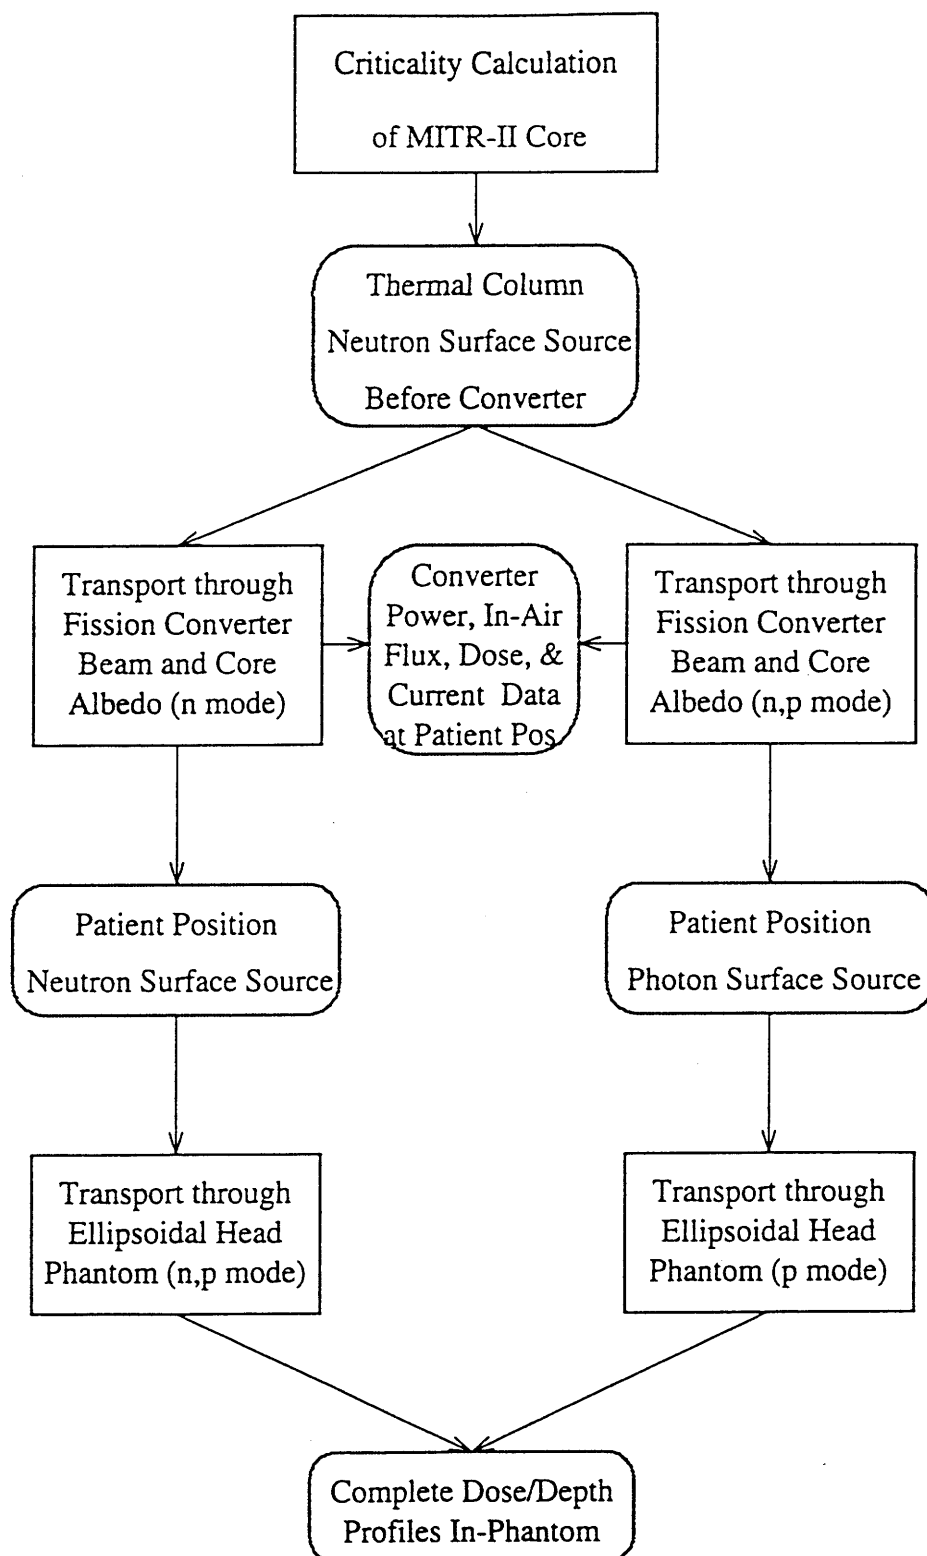 Criticality Calculation
of MITR-II Core
Thermal Column
Neutron Surface Source
Before Converter
Transport through
Fission Converter
Beam and Core
Albedo (n mode)
Converter
Power, In-Air
Flux, Dose, &
Current Data
at Patient Pos.
Transport through
Fission Converter
Beam and Core
Albedo (n,p mode)
Patient Position
Neutron Surface Source
Patient Position
Photon Surface Source
Transport through
Ellipsoidal Head
Phantom (n,p mode)
Transport through
Ellipsoidal Head
Phantom (p mode)
Complete Dose/Depth
Profiles In-Phantom